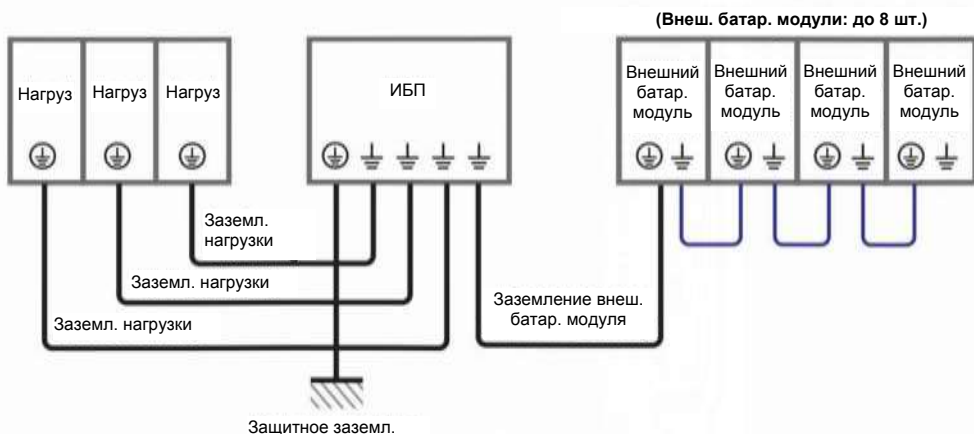 (Внеш. батар. модули: до 8 шт.)
Нагруз
Нагруз
Нагруз
ИБП
Внешний
батар.
модуль
Внешний
батар.
модуль
Внешний
батар.
модуль
Внешний
батар.
модуль
Заземл.
нагрузки
Заземл. нагрузки
Заземл. нагрузки
Заземление внеш.
батар. модуля
Защитное заземл.